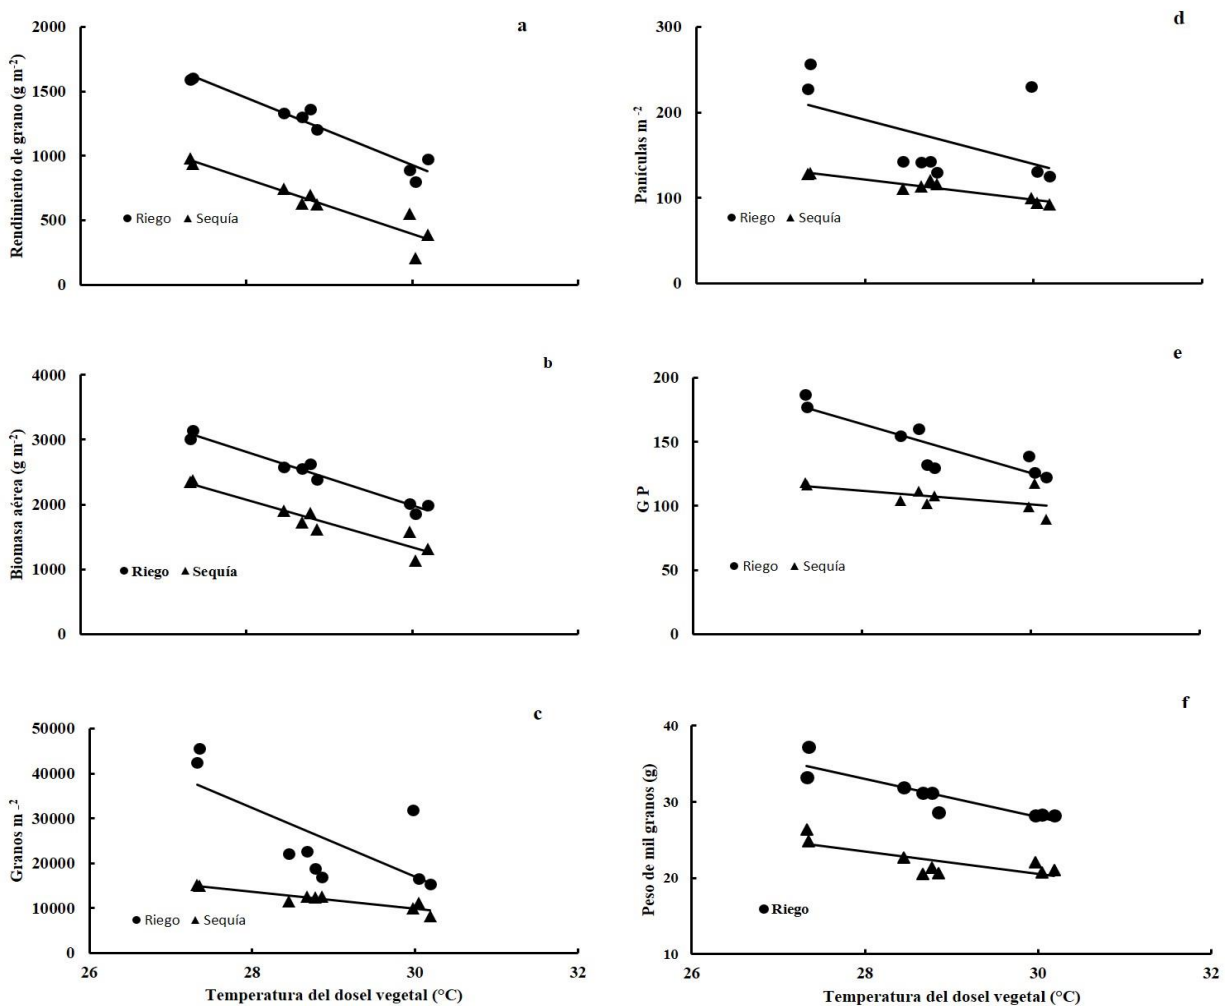 a
2000
1500
1000
500
0
Rendimiento de grano (g m-2)
Riego Sequía
b
4000
3000
2000
1000
0
Biomasa aérea (g m-2)
Riego Sequía
c
50000
40000
30000
20000
10000
0
Granos m -2
Riego Sequía
26 28 30 32
Temperatura del dosel vegetal (°C)
d
300
200
100
0
Panículas m -2
Riego Sequía
e
200
150
100
50
0
G P
Riego Sequía
f
40
30
20
10
Peso de mil granos (g)
Riego
26 28 30 32
Temperatura del dosel vegetal (°C)